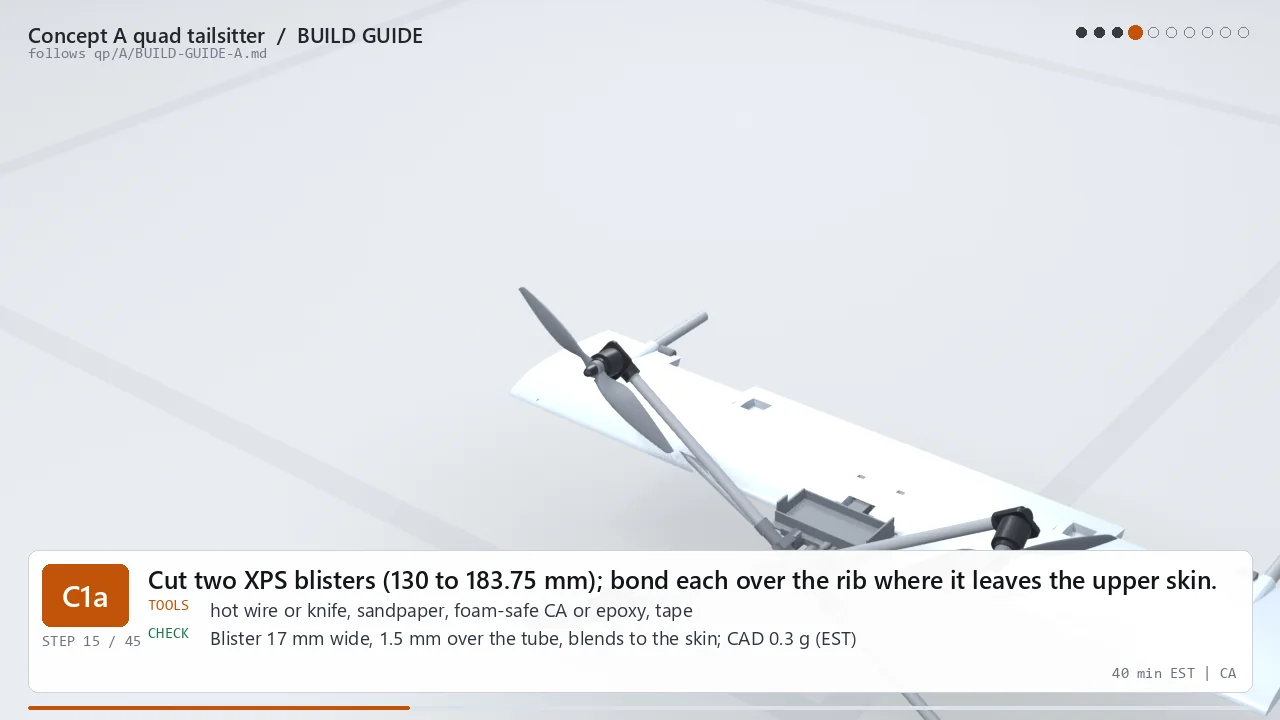 Concept A quad tailsitter / BUILD GUIDE
follows qp/A/BUILD-GUIDE-A.md
C1a
Cut two XPS blisters (130 to 183.75 mm); bond each over the rib where it leaves the upper skin.
TOOLS hot wire or knife, sandpaper, foam-safe CA or epoxy, tape
STEP 15 / 45
CHECK Blister 17 mm wide, 1.5 mm over the tube, blends to the skin; CAD 0.3 g (EST)
40 min EST | CA